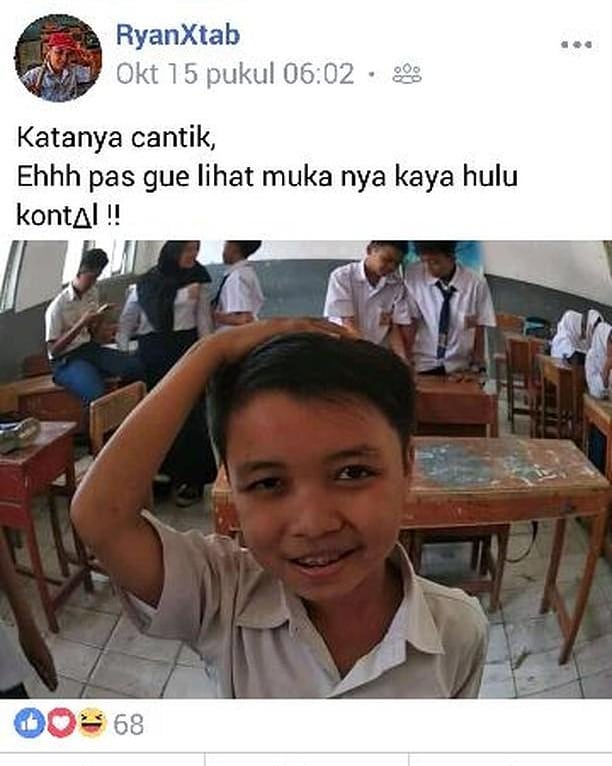 RyanXtab
Okt 15 pukul 06:02 •
Katanya cantik,
Ehhh pas gue lihat muka nya kaya hulu
kont∆l !!
68